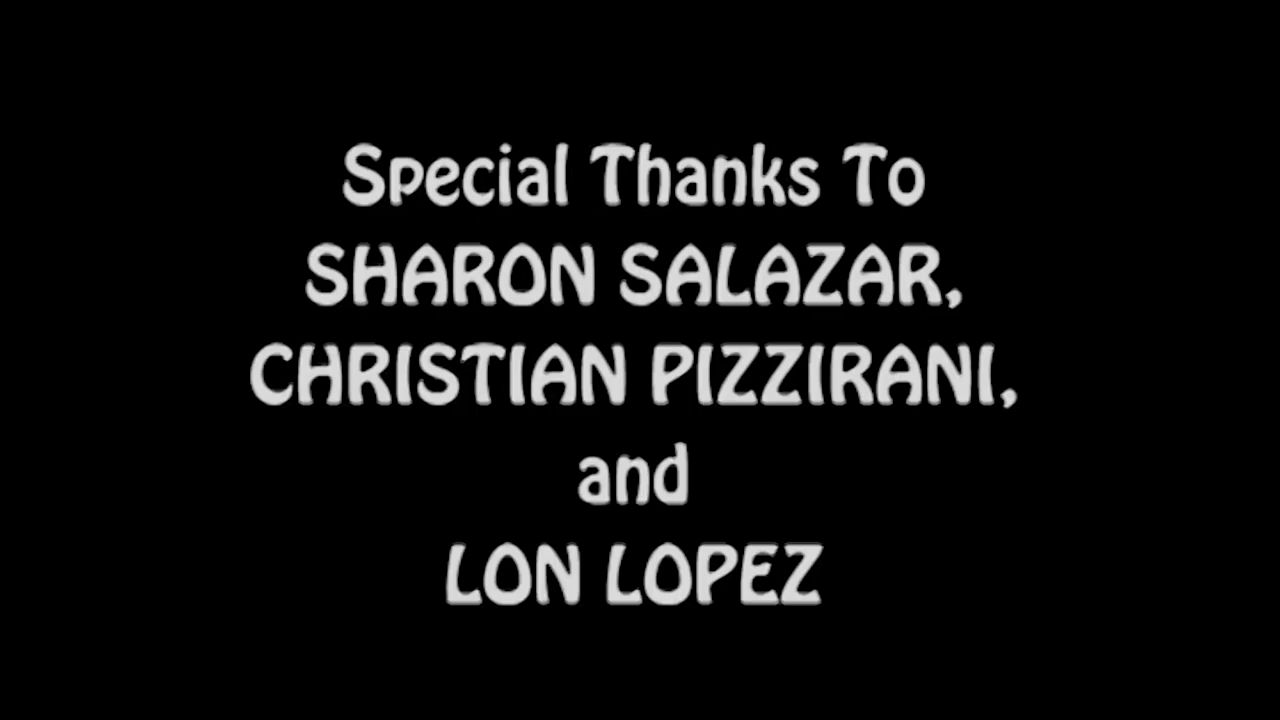 Special Thanks To
SHARON SALAZAR,
CHRISTIAN PIZZIRANI,
and
LON LOPEZ